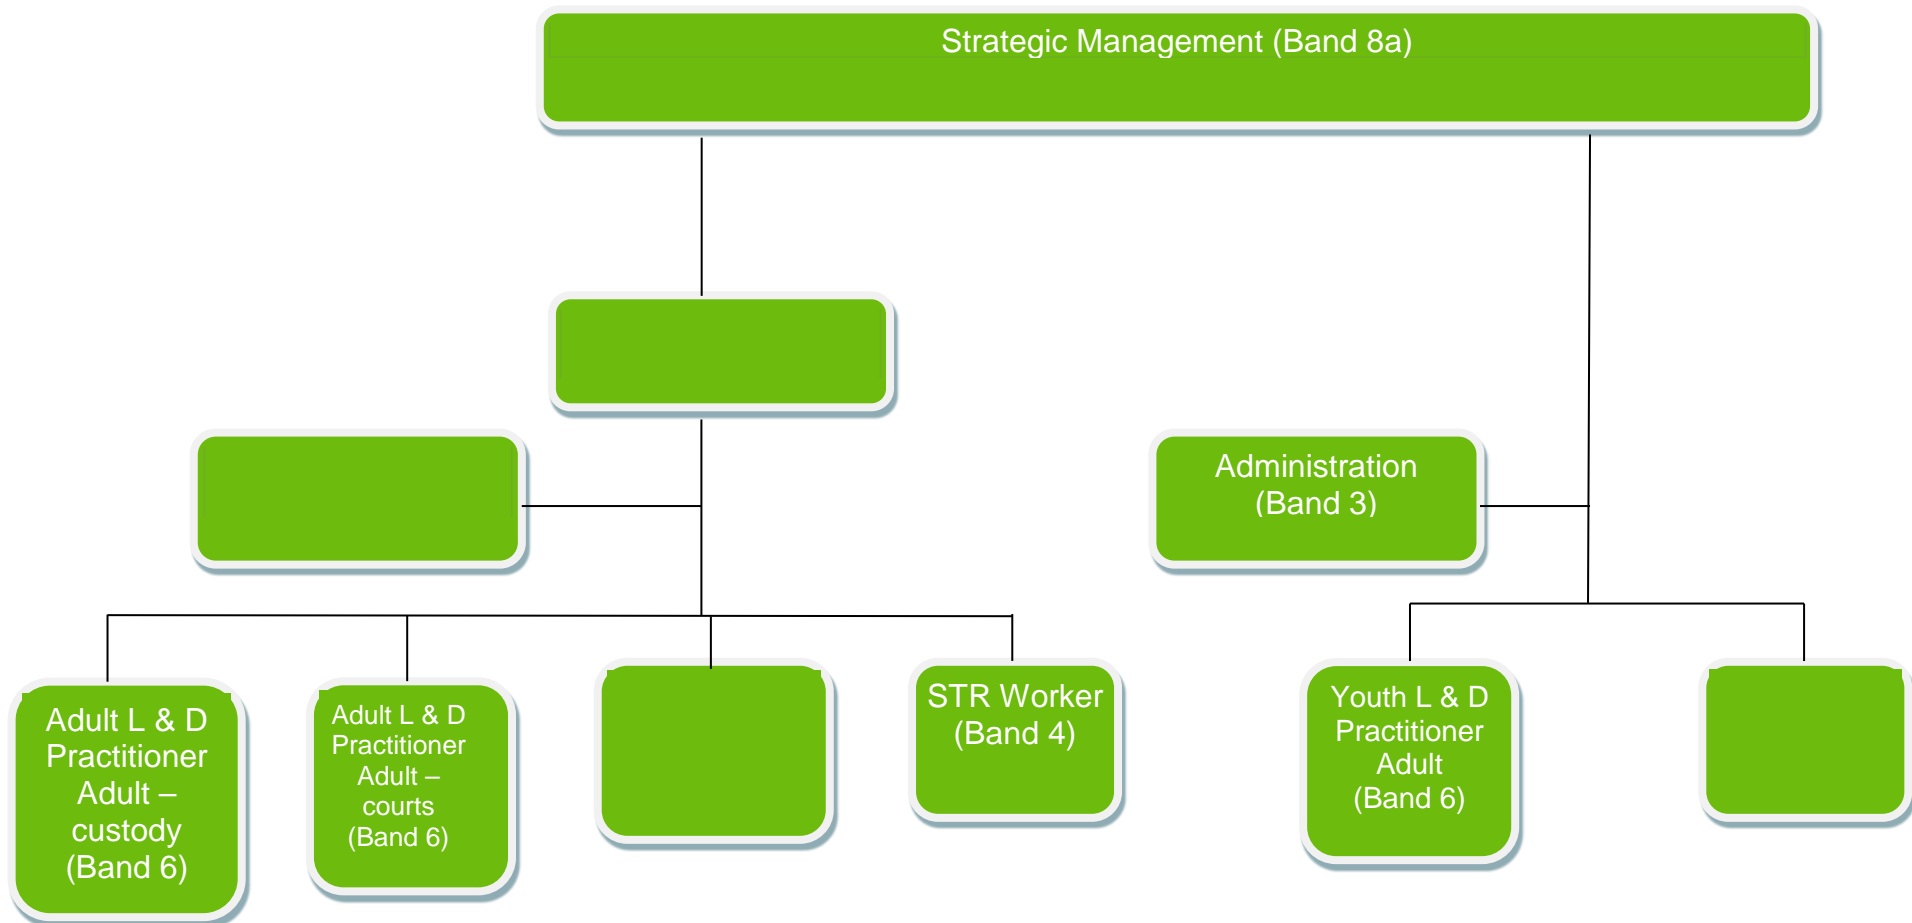 Strategic Management (Band 8a)
Administration
(Band 3)
Adult L & D
Practitioner
Adult –
custody
(Band 6)
Adult L & D
Practitioner
Adult –
courts
(Band 6)
STR Worker
(Band 4)
Youth L & D
Practitioner
Adult
(Band 6)